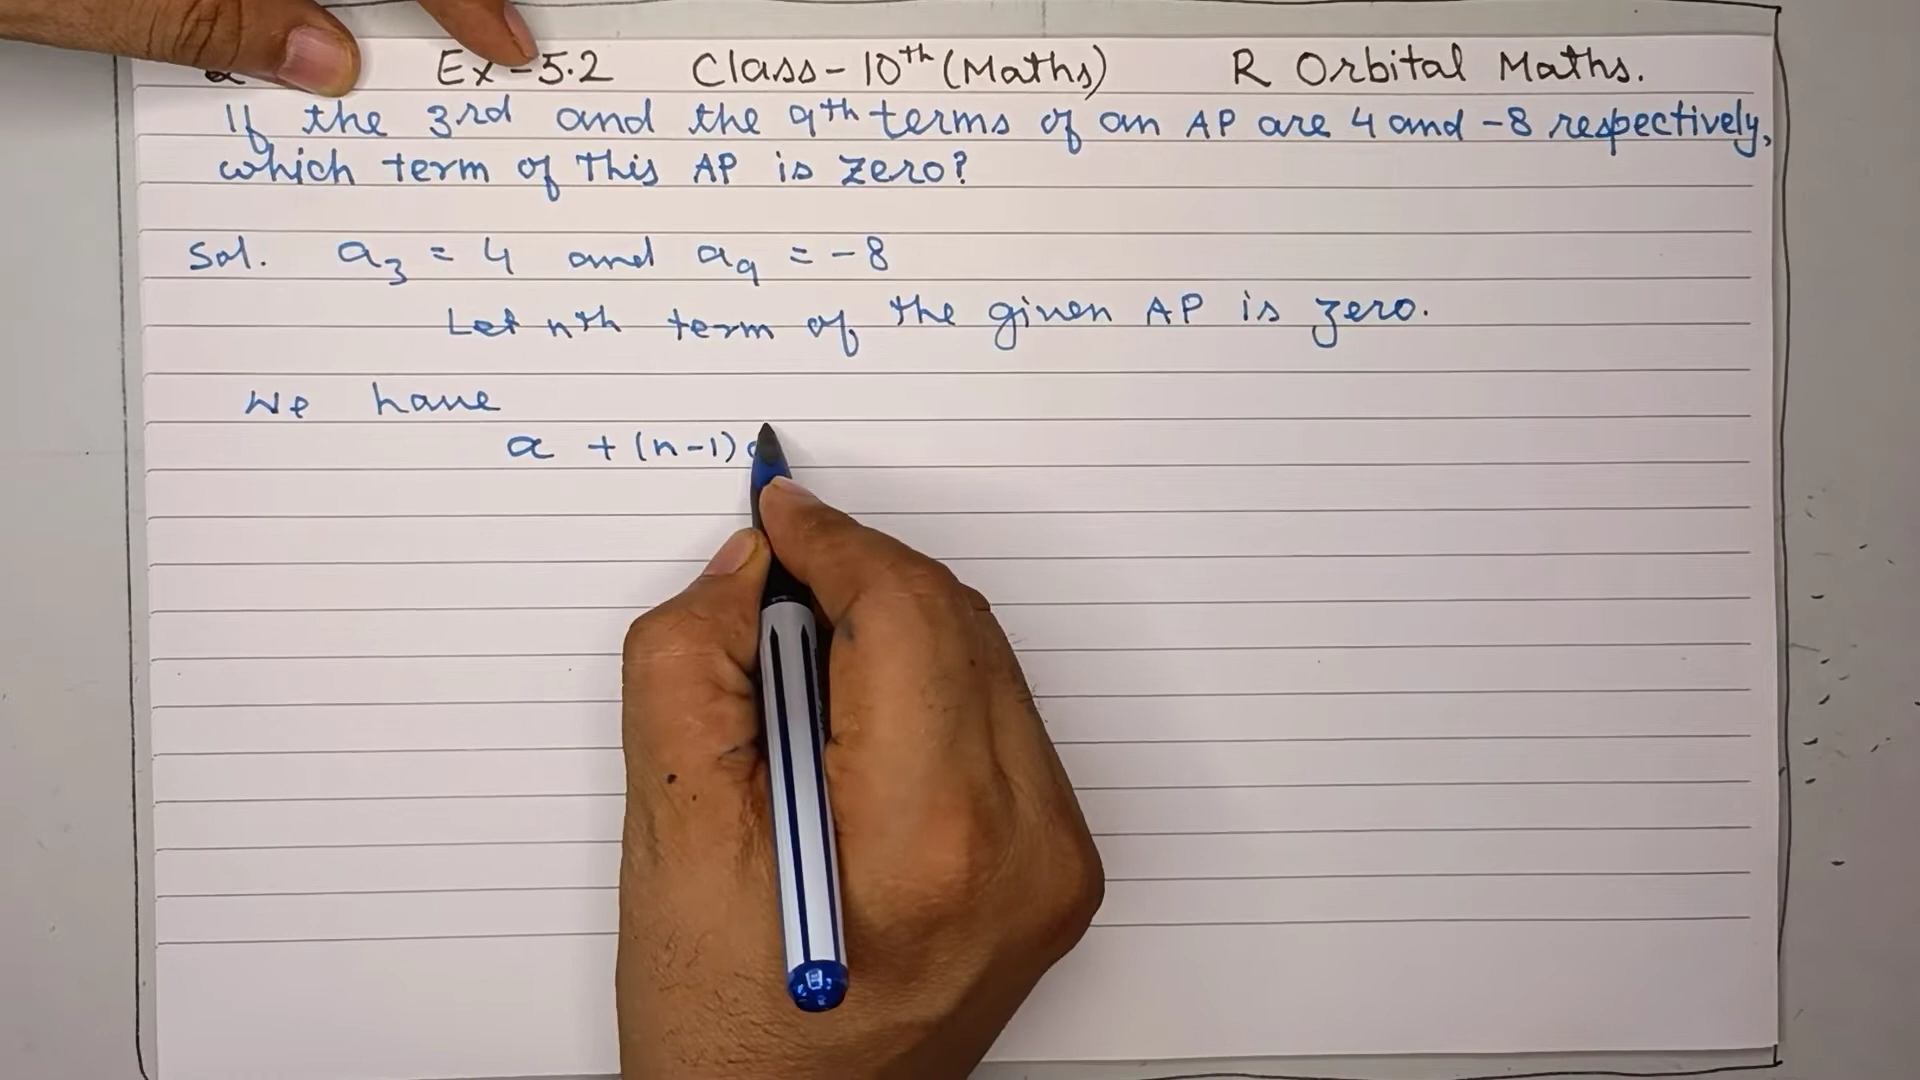 Ex-5.2 Class-10th (Maths) R Orbital Maths.
If the 3rd and the 9th terms of an AP are 4 and -8 respectively,
which term of this AP is zero?
Sol. a₃ = 4 and a₉ = -8
Let nth term of the given AP is zero.
We have
a + (n-1)